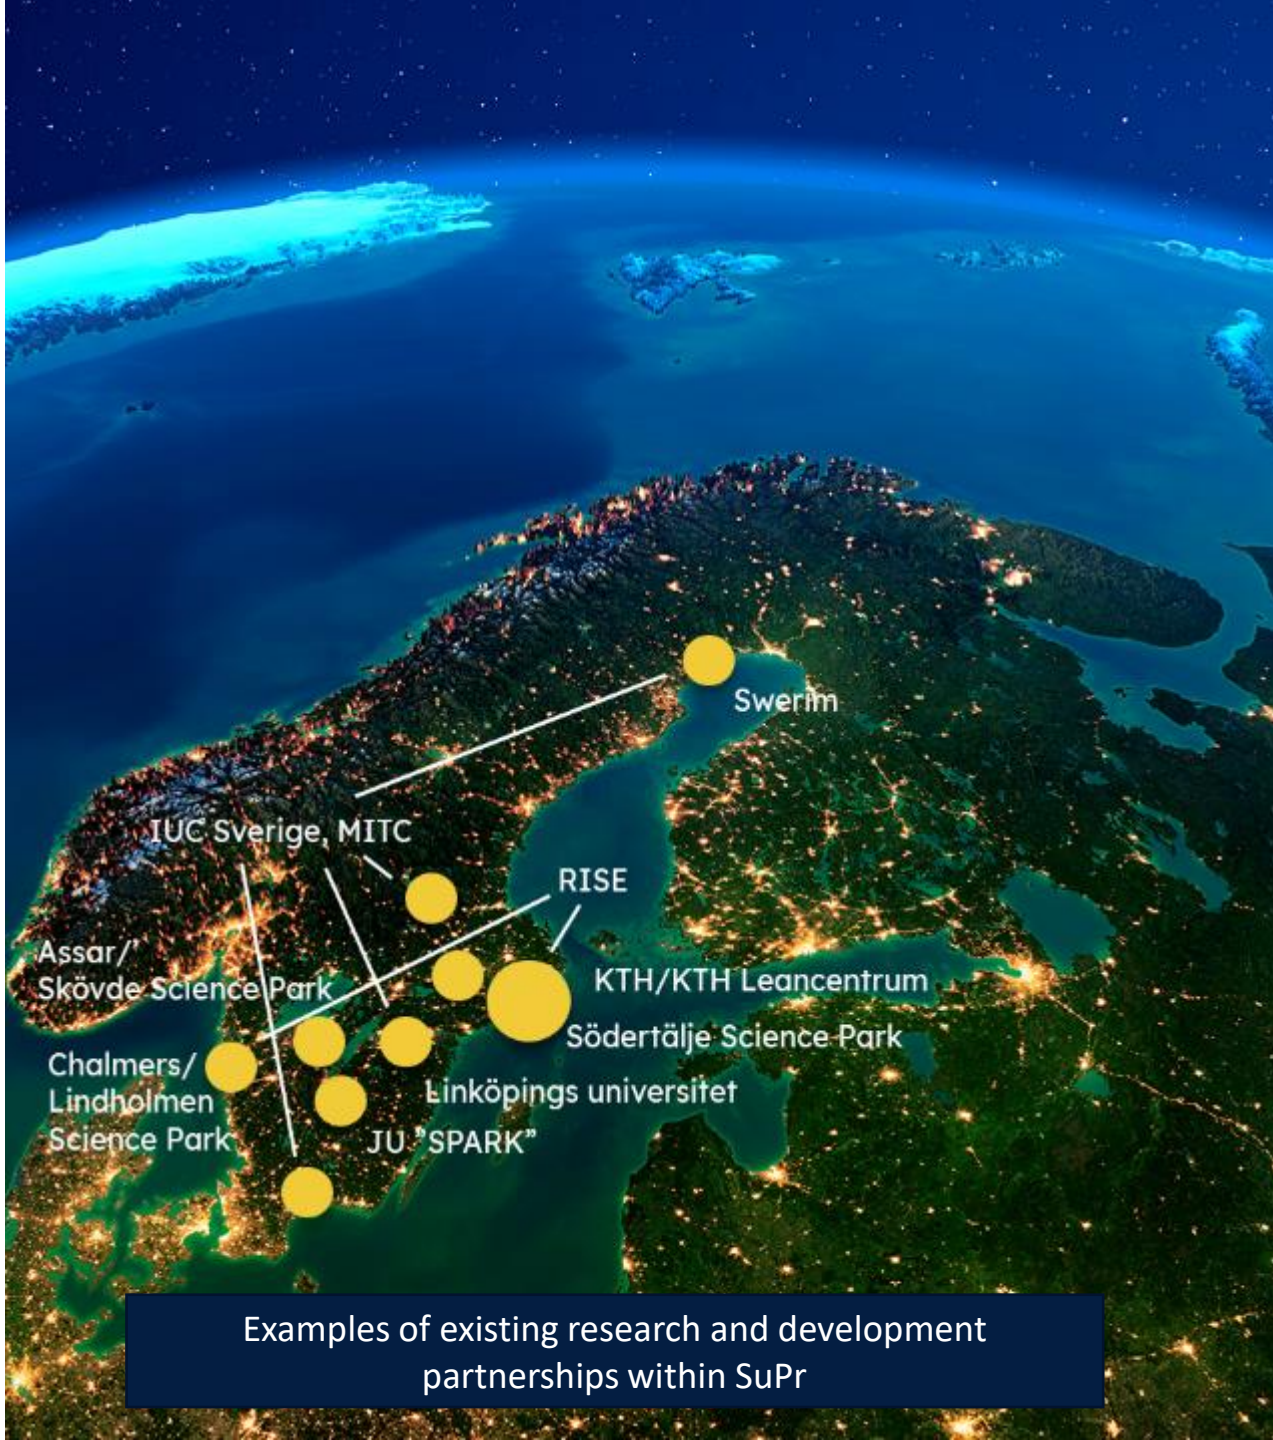 Swerim
IUC Sverige, MITC
RISE
Assar/
Skövde Science Park
KTH/KTH Leancentrum
Södertälje Science Park
Chalmers/
Lindholmen
Science Park
Linköpings universitet
JU ”SPARK”
Examples of existing research and development
partnerships within SuPr